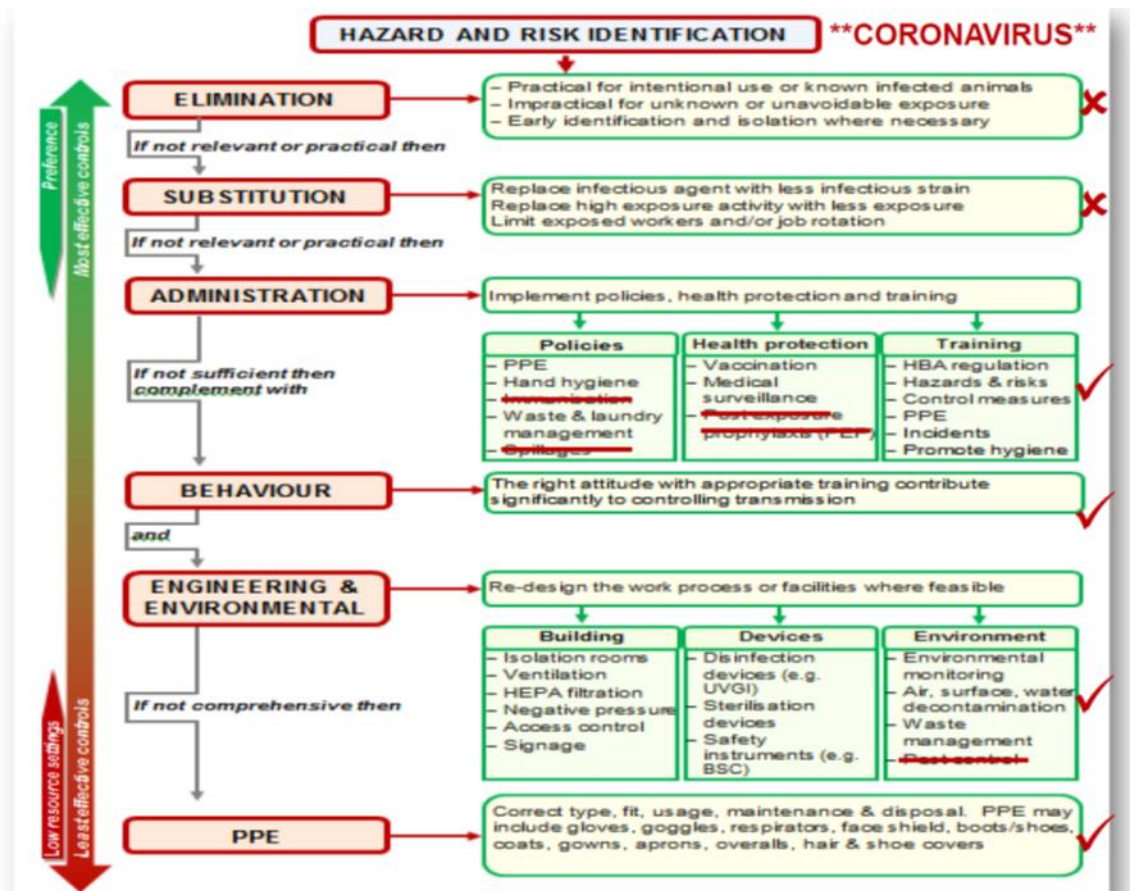 HAZARD AND RISK IDENTIFICATION
**CORONAVIRUS**
Preference
Most effective controls
Low resource settings
Least effective controls
ELIMINATION
– Practical for intentional use or known infected animals
– Impractical for unknown or unavoidable exposure
– Early identification and isolation where necessary
If not relevant or practical then
SUBSTITUTION
Replace infectious agent with less infectious strain
Replace high exposure activity with less exposure
Limit exposed workers and/or job rotation
If not relevant or practical then
ADMINISTRATION
Implement policies, health protection and training
Policies
– PPE
– Hand hygiene
– Immunisation
– Waste & laundry
management
– Spillages
Health protection
– Vaccination
– Medical
surveillance
– Post exposure
prophylaxis (PEP)
Training
– HBA regulation
– Hazards & risks
– Control measures
– PPE
– Incidents
– Promote hygiene
If not sufficient then
complement with
BEHAVIOUR
The right attitude with appropriate training contribute
significantly to controlling transmission
and
ENGINEERING &
ENVIRONMENTAL
Re-design the work process or facilities where feasible
Building
– Isolation rooms
– Ventilation
– HEPA filtration
– Negative pressure
– Access control
– Signage
Devices
– Disinfection
devices (e.g.
UVGI)
– Sterilisation
devices
– Safety
instruments (e.g.
BSC)
Environment
– Environmental
monitoring
– Air, surface, water
decontamination
– Waste
management
– Pest control
If not comprehensive then
PPE
Correct type, fit, usage, maintenance & disposal. PPE may
include gloves, goggles, respirators, face shield, boots/shoes,
coats, gowns, aprons, overalls, hair & shoe covers